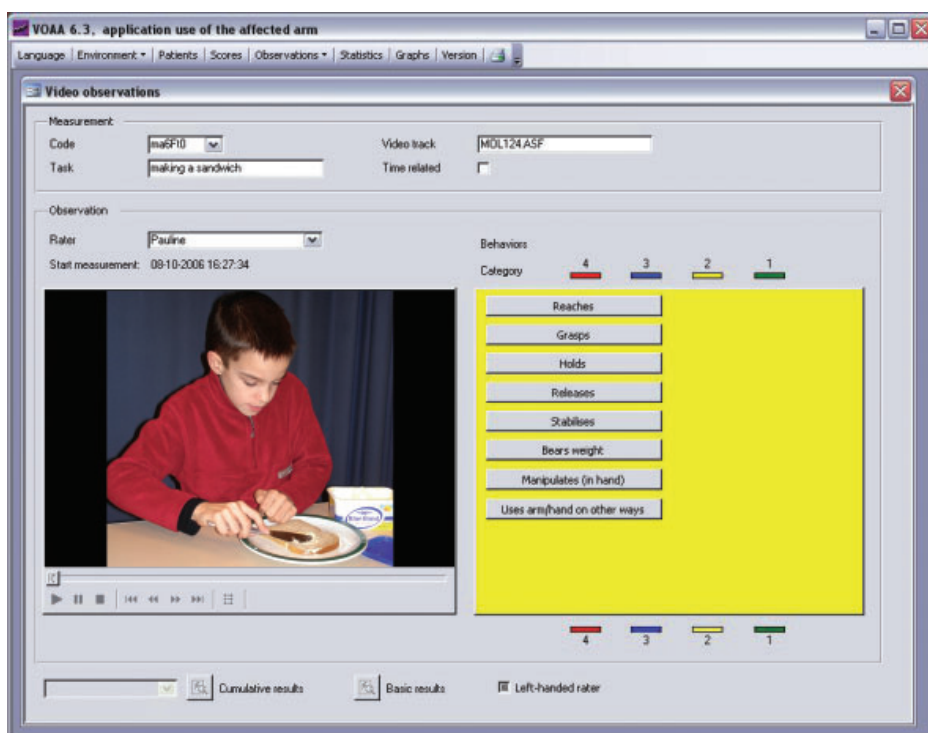 VOAA 6.3, application use of the affected arm
Language Environment Patients Scores Observations Statistics Graphs Version
Video observations
Measurement
Code ma6Ft0 Video track MOL124.ASF
Task making a sandwich Time related
Observation
Rater Pauline
Behaviors
Start measurement: 08-10-2006 16:27:34
Category 4 3 2 1
Reaches
Grasps
Holds
Releases
Stabilises
Bears weight
Manipulates (in hand)
Uses arm/hand on other ways
4 3 2 1
Cumulative results Basic results Left-handed rater